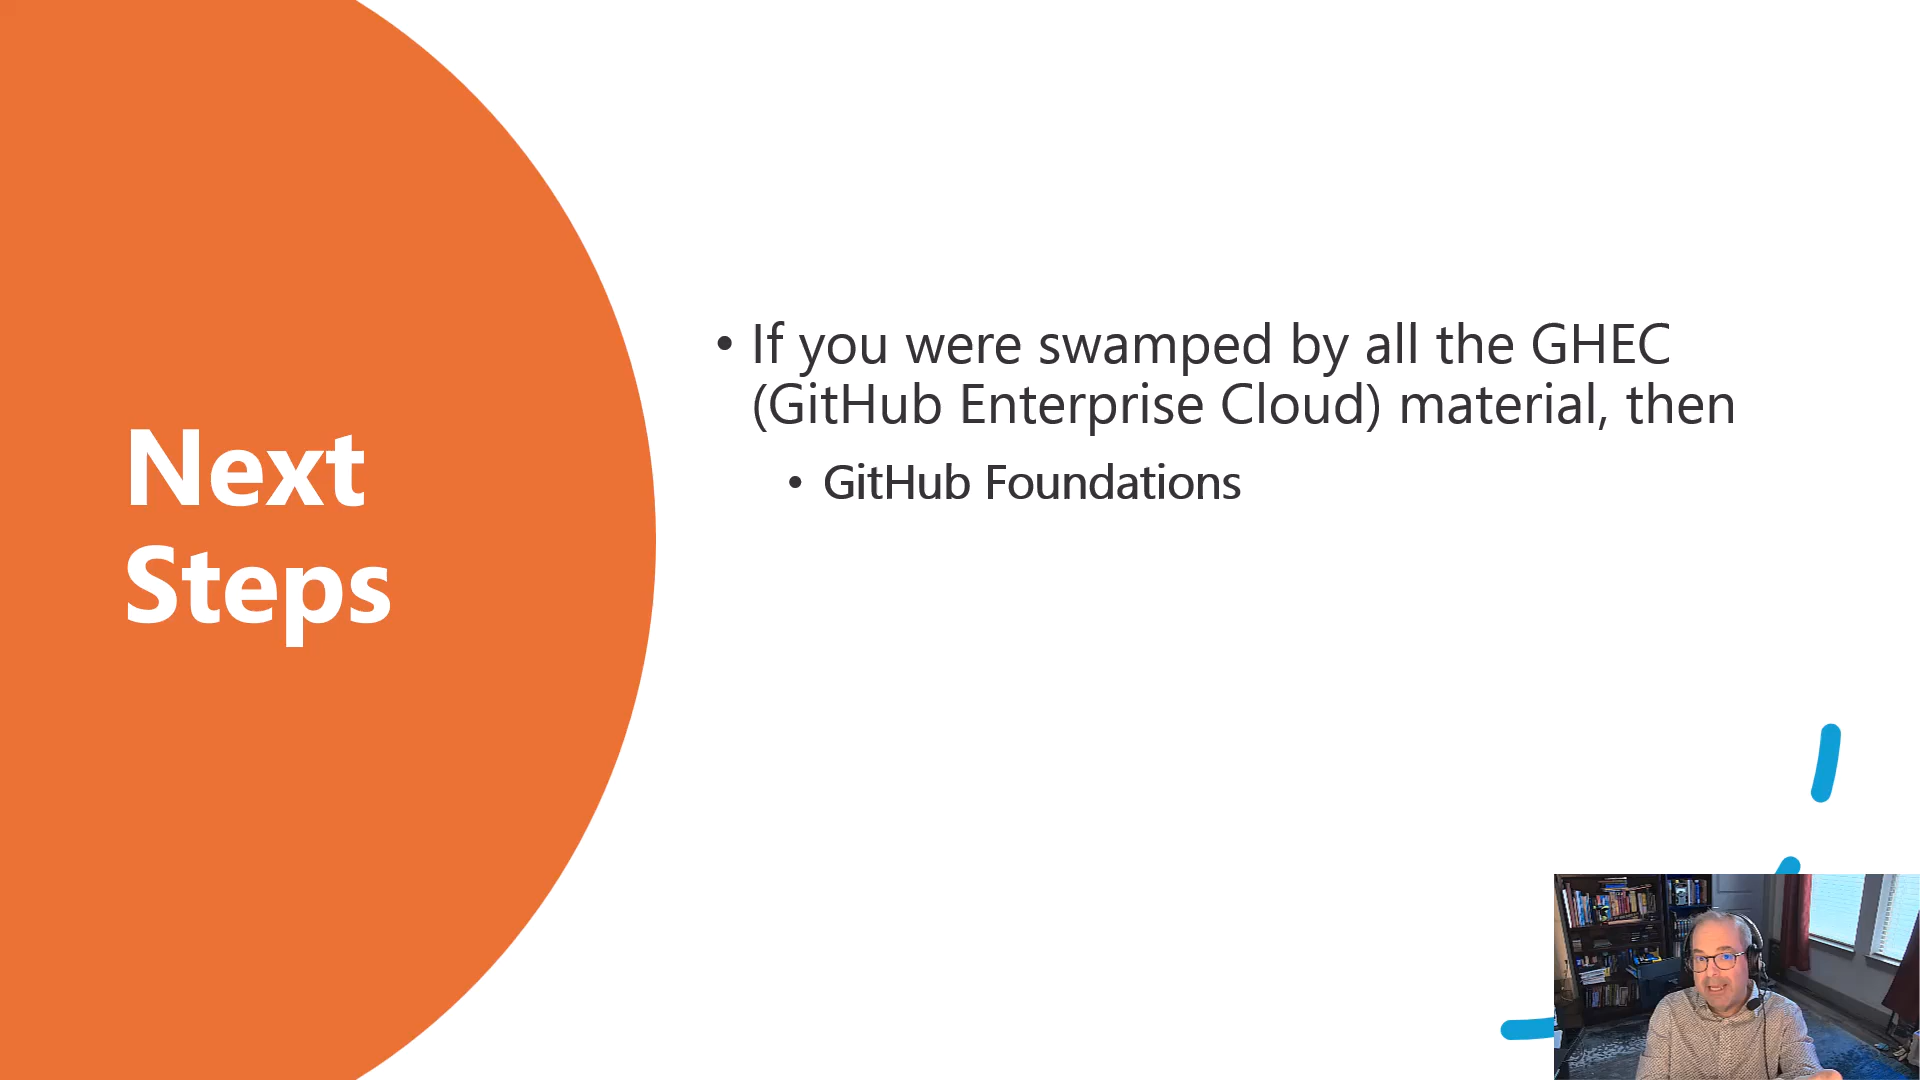 Next
Steps
• If you were swamped by all the GHEC
(GitHub Enterprise Cloud) material, then
• GitHub Foundations